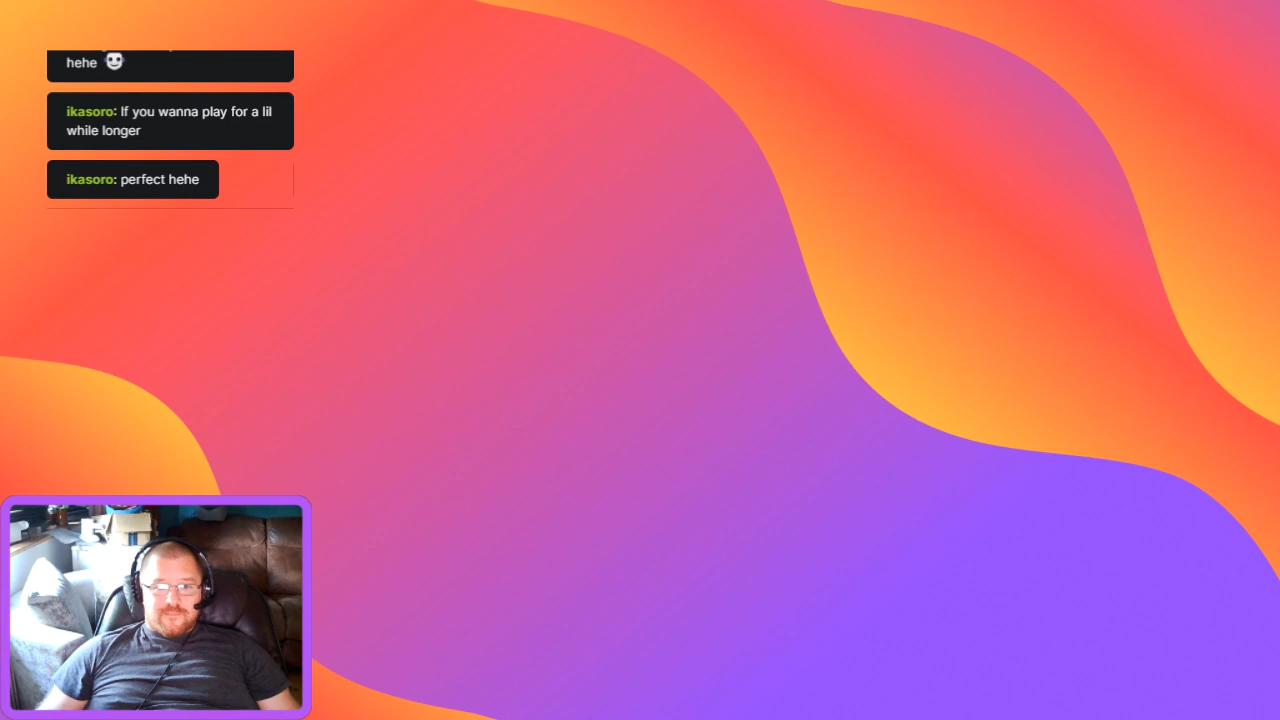 hehe
ikasoro: If you wanna play for a lil
while longer
ikasoro: perfect hehe